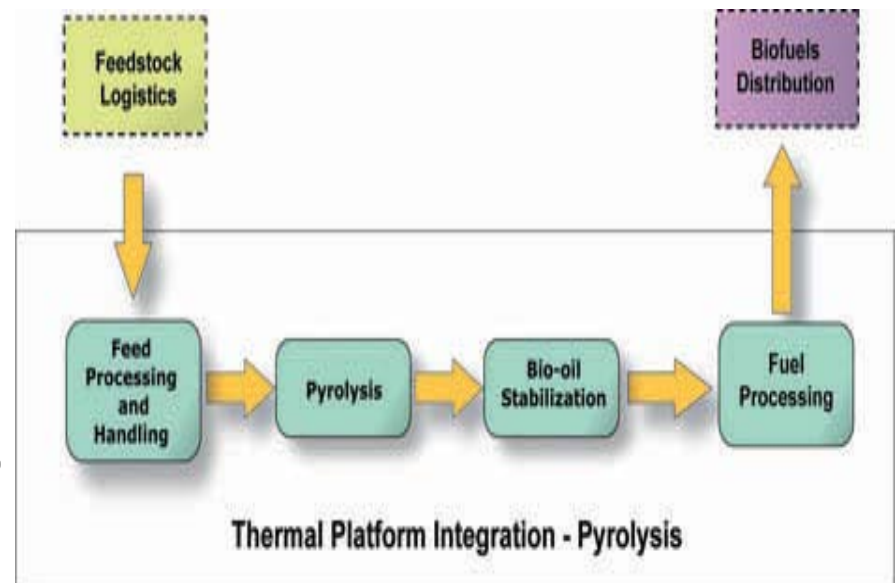 Feedstock
Logistics
Biofuels
Distribution
Feed
Processing
and
Handling
Pyrolysis
Bio-oil
Stabilization
Fuel
Processing
Thermal Platform Integration - Pyrolysis